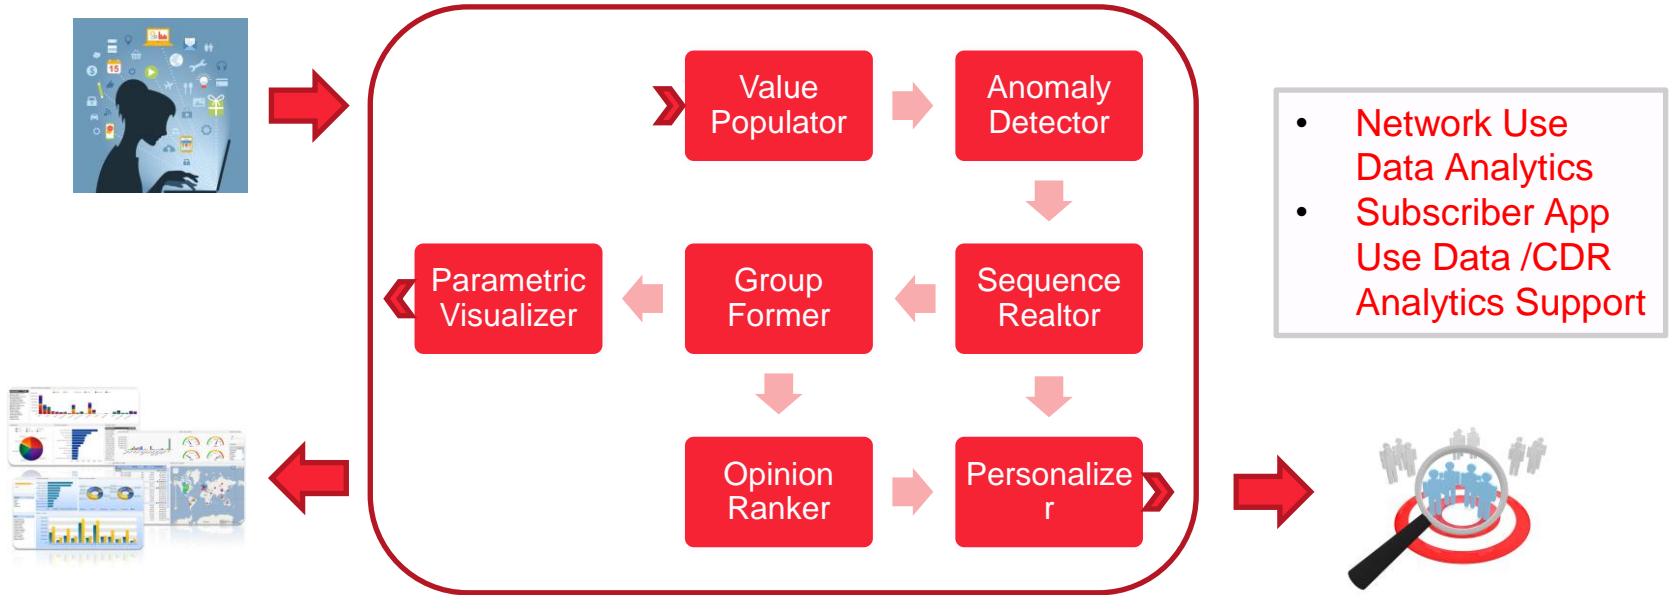 Value
Populator
Anomaly
Detector
Parametric
Visualizer
Group
Former
Sequence
Realtor
Opinion
Ranker
Personalize
r
• Network Use
Data Analytics
• Subscriber App
Use Data /CDR
Analytics Support
15